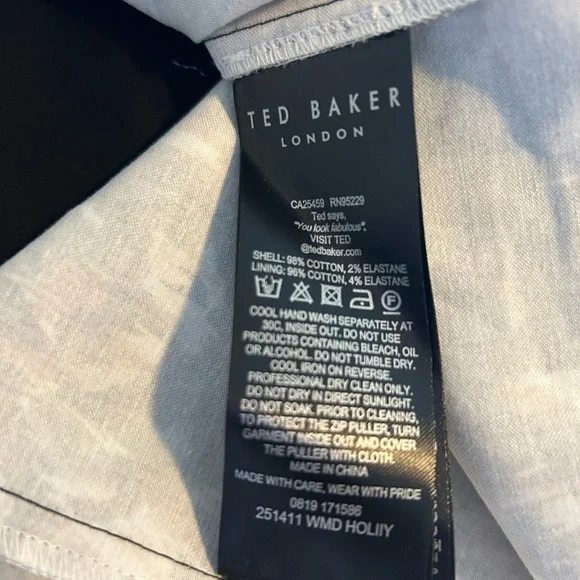 TED BAKER
LONDON
CA25459 RN95229
Ted says,
"You look fabulous",
VISIT TED
@tedbaker.com
SHELL: 98% COTTON, 2% ELASTANE
LINING: 96% COTTON, 4% ELASTANE
F
COOL HAND WASH SEPARATELY AT
30C, INSIDE OUT. DO NOT USE
PRODUCTS CONTAINING BLEACH, OIL
OR ALCOHOL. DO NOT TUMBLE DRY.
COOL IRON ON REVERSE.
PROFESSIONAL DRY CLEAN ONLY.
DO NOT DRY IN DIRECT SUNLIGHT.
DO NOT SOAK. PRIOR TO CLEANING,
TO PROTECT THE ZIP PULLER, TURN
GARMENT INSIDE OUT AND COVER
THE PULLER WITH CLOTH.
MADE IN CHINA
MADE WITH CARE, WEAR WITH PRIDE
0819 171586
251411 WMD HOLIIY